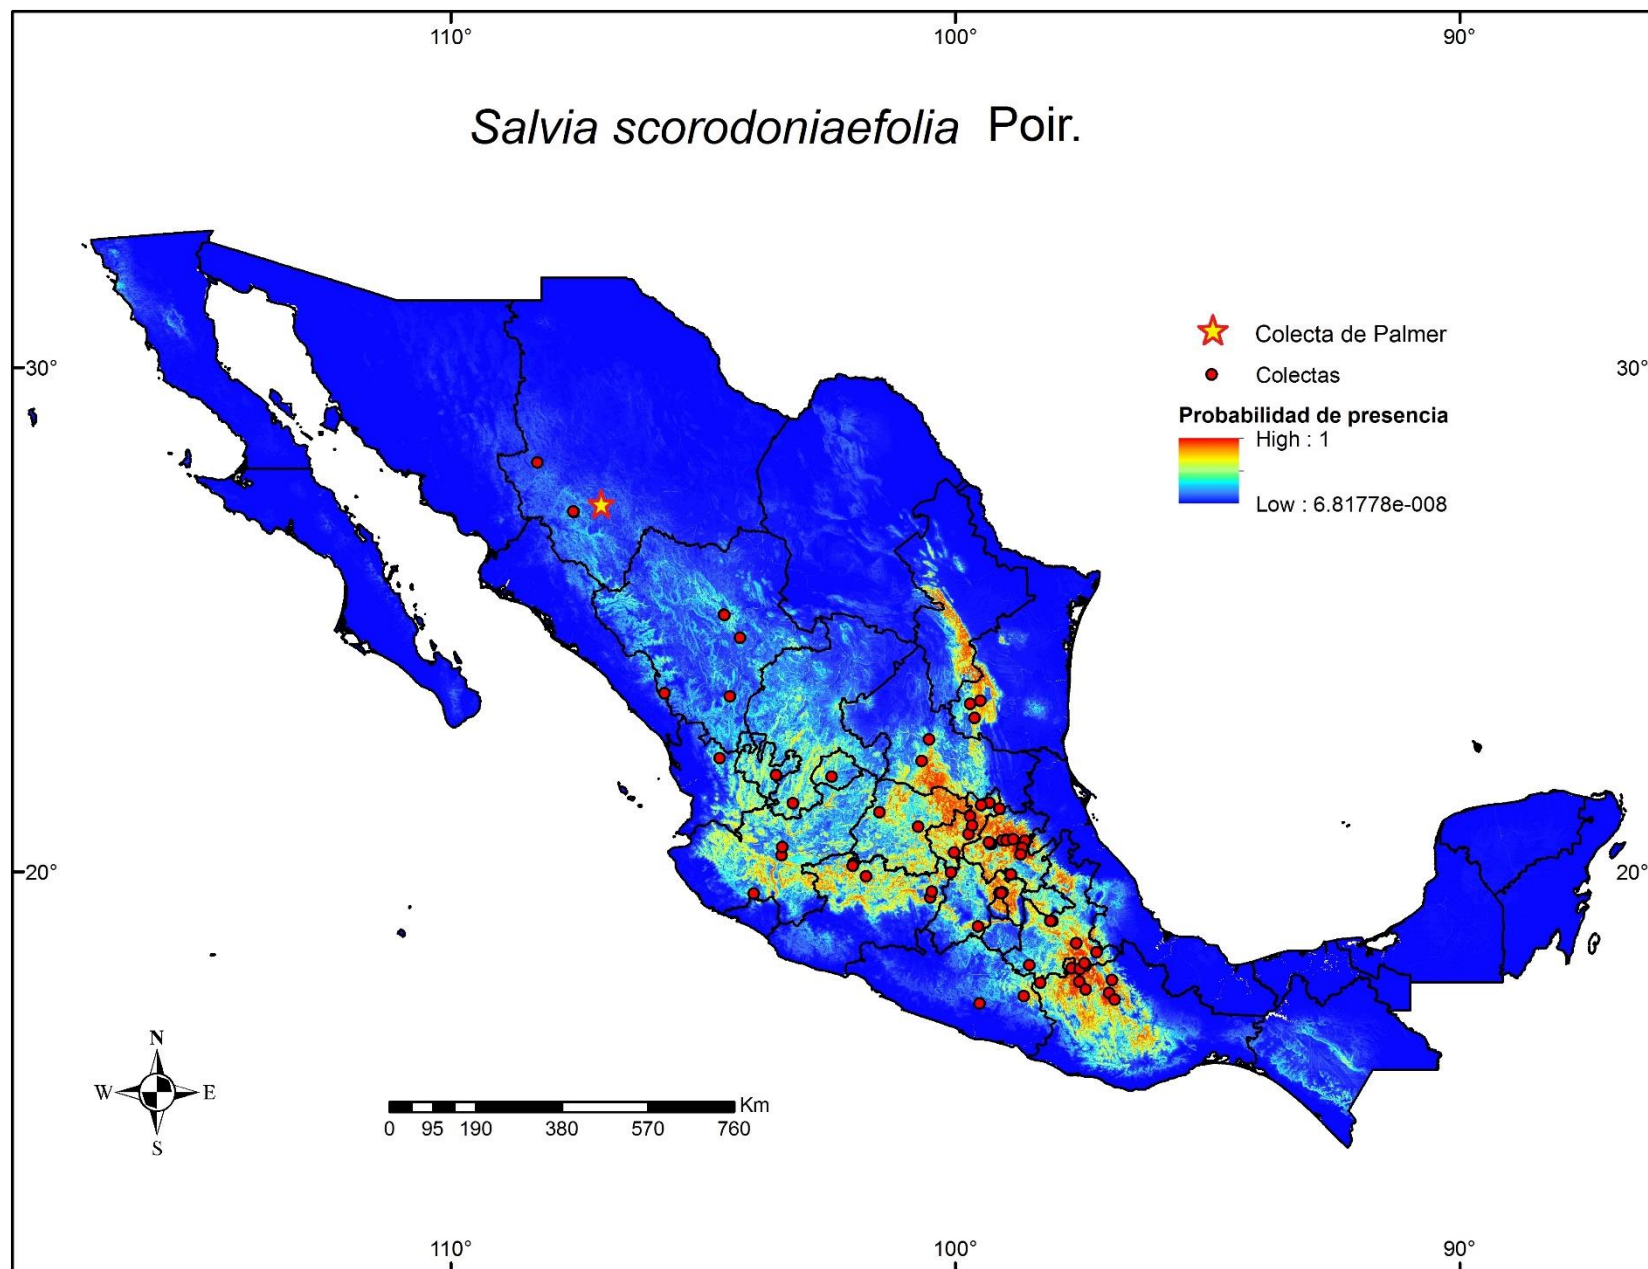 110° 100° 90°
Salvia scorodoniaefolia Poir.
30° 30°
Colecta de Palmer
Colectas
Probabilidad de presencia
High : 1
Low : 6.81778e-008
20° 20°
N
W E
S
Km
0 95 190 380 570 760
110° 100° 90°